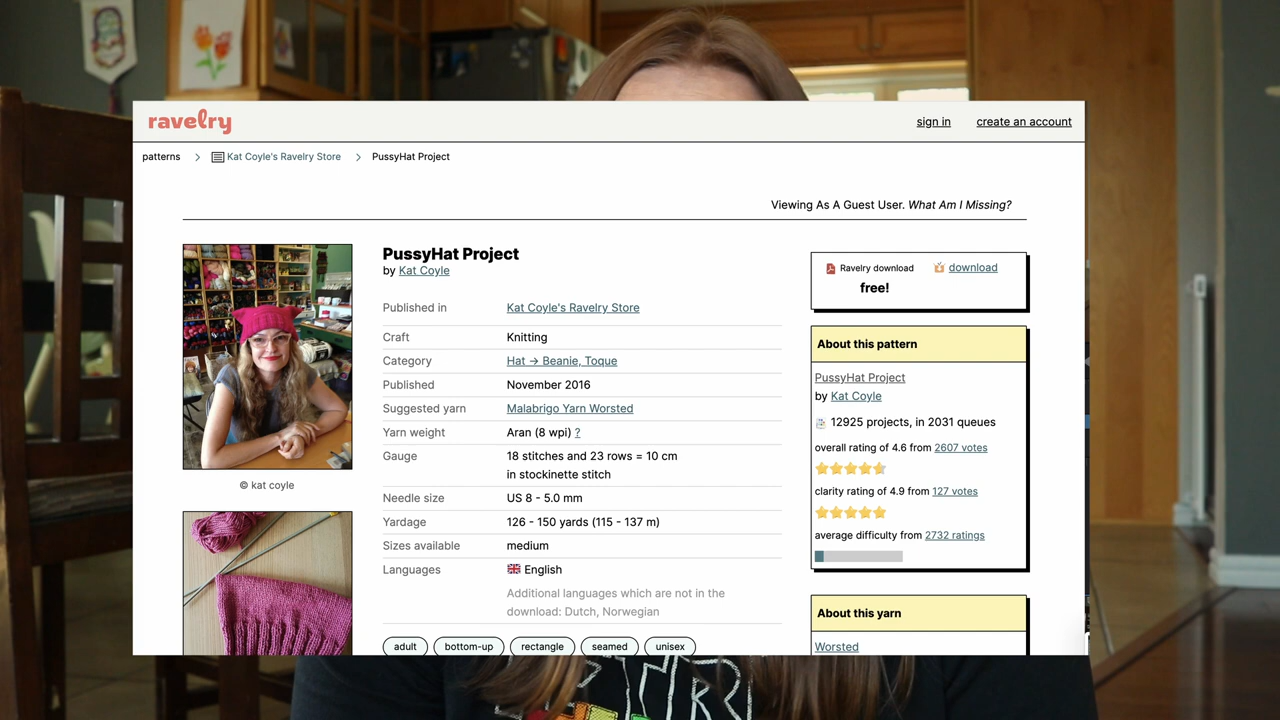 ravelry
sign in
create an account
patterns > Kat Coyle's Ravelry Store > PussyHat Project
Viewing As A Guest User. What Am I Missing?
PussyHat Project
by Kat Coyle
Published in Kat Coyle's Ravelry Store
Craft Knitting
Category Hat → Beanie, Toque
Published November 2016
Suggested yarn Malabrigo Yarn Worsted
Yarn weight Aran (8 wpi) ?
Gauge 18 stitches and 23 rows = 10 cm
in stockinette stitch
Needle size US 8 - 5.0 mm
Yardage 126 - 150 yards (115 - 137 m)
Sizes available medium
Languages English
Additional languages which are not in the
download: Dutch, Norwegian
adult bottom-up rectangle seamed unisex
© kat coyle
Ravelry download download
free!
About this pattern
PussyHat Project
by Kat Coyle
12925 projects, in 2031 queues
overall rating of 4.6 from 2607 votes
clarity rating of 4.9 from 127 votes
average difficulty from 2732 ratings
About this yarn
Worsted